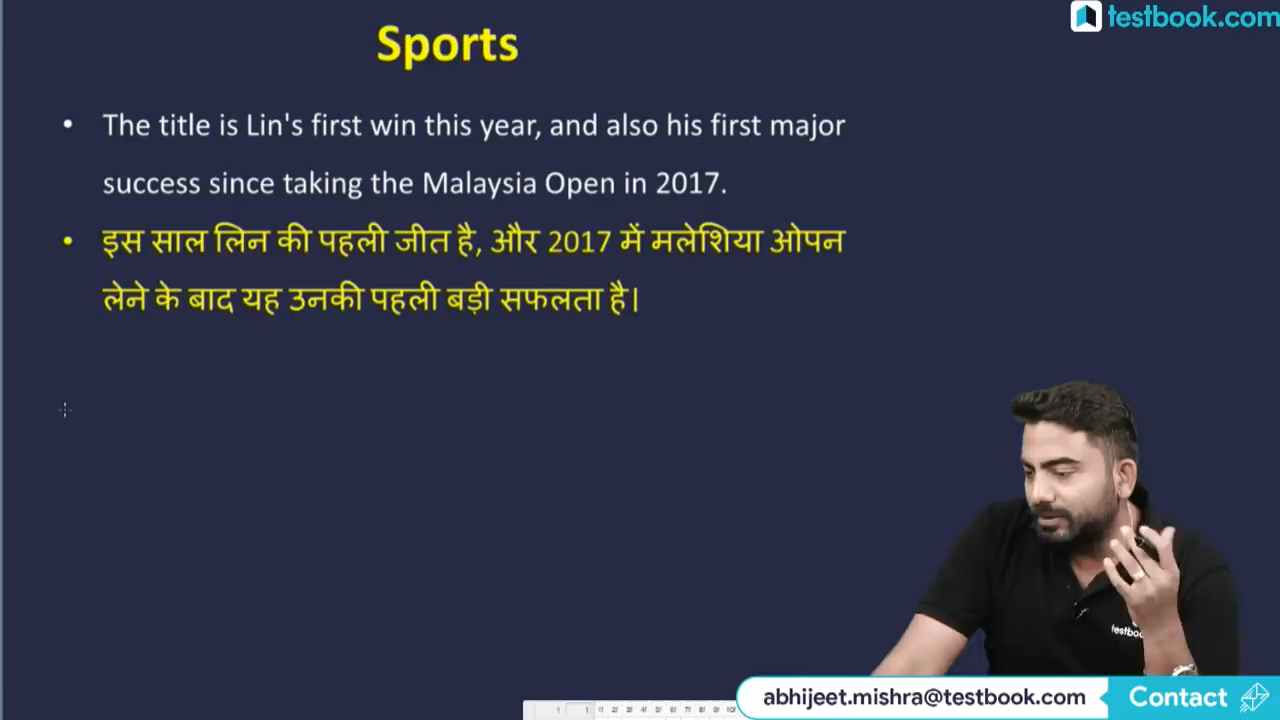 testbook.com
Sports
• The title is Lin's first win this year, and also his first major
success since taking the Malaysia Open in 2017.
• इस साल लिन की पहली जीत है, और 2017 में मलेशिया ओपन
लेने के बाद यह उनकी पहली बड़ी सफलता है।
abhijeet.mishra@testbook.com
Contact